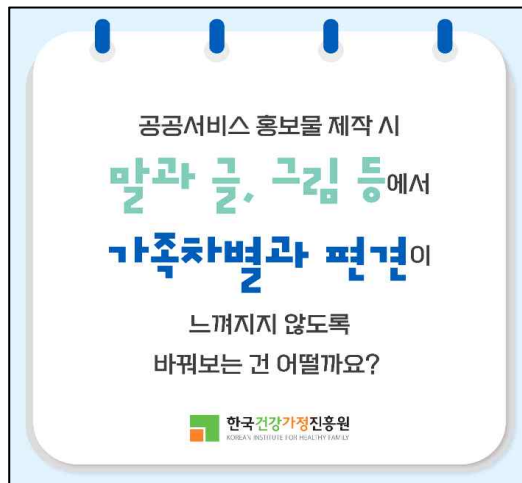 공공서비스 홍보물 제작 시
말과 글, 그림 등에서
가족차별과 편견이
느껴지지 않도록
바꿔보는 건 어떨까요?
한국건강가정진흥원
KOREA'S INSTITUTE FOR HEALTHY FAMILY